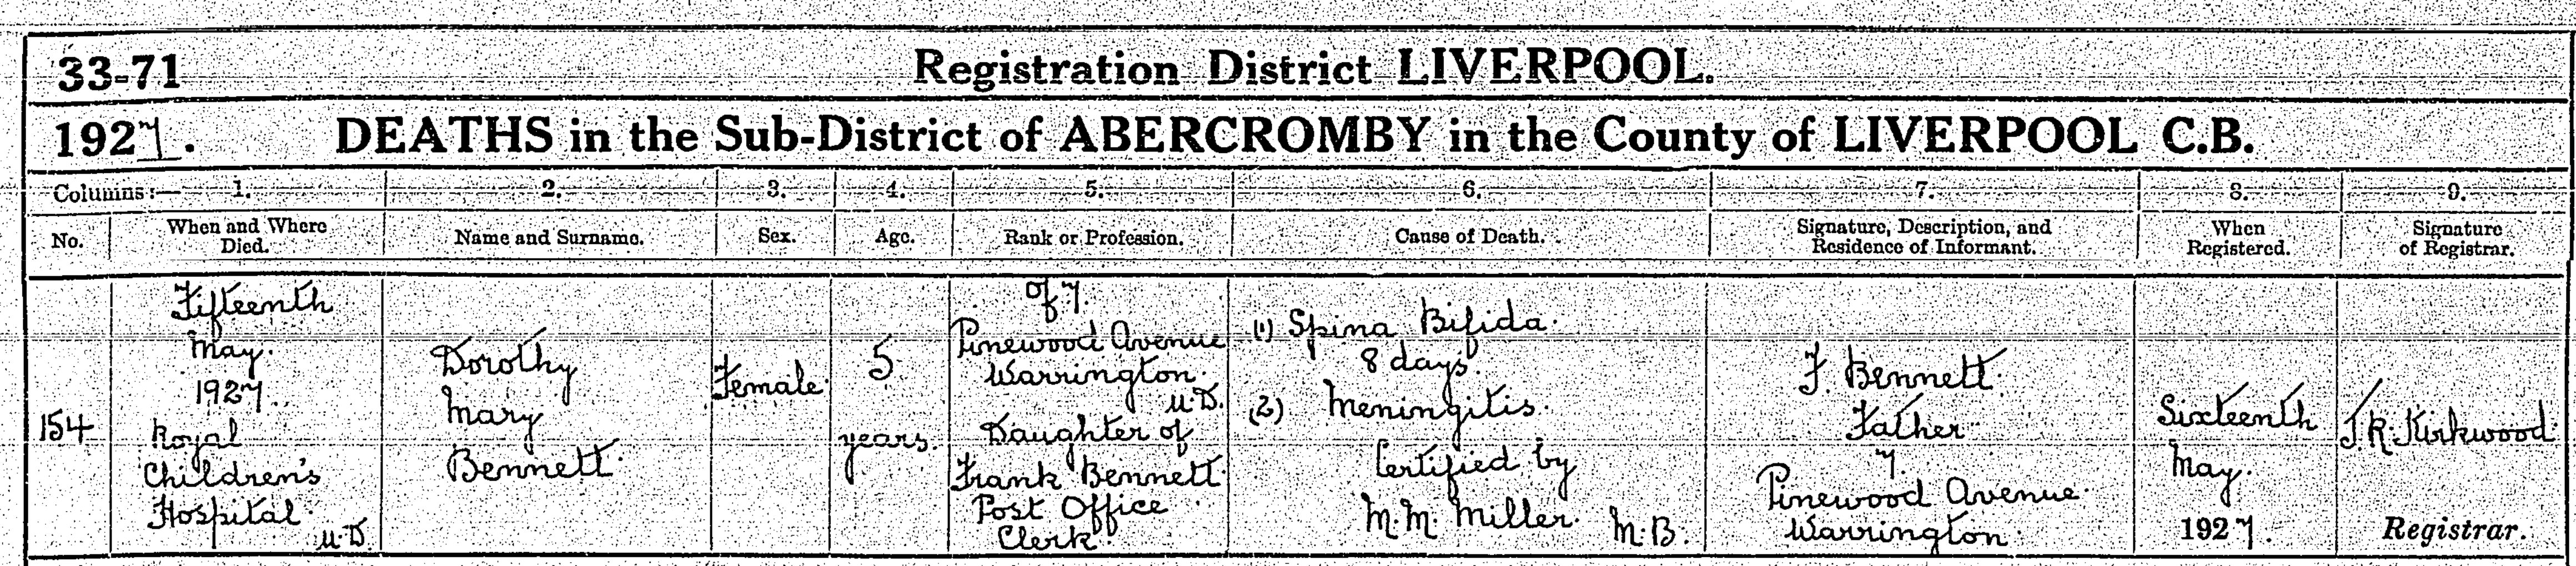 33-71 Registration District LIVERPOOL.
1927. DEATHS in the Sub-District of ABERCROMBY in the County of LIVERPOOL C.B.
Columns:— 1. 2. 3. 4. 5. 6. 7. 8. 9.
No. When and Where Died. Name and Surname. Sex. Age. Rank or Profession. Cause of Death. Signature, Description, and Residence of Informant. When Registered. Signature of Registrar.
154
Fifteenth
May.
1927.
Royal
Children's
Hospital.
U.D.
Dorothy
Mary
Bennett.
Female.
5
years.
of 7.
Pinewood Avenue
Warrington.
U.D.
Daughter of
Frank Bennett
Post Office
Clerk.
(1) Spina Bifida.
8 days.
(2) Meningitis.
Certified by
M.M. Miller. M.B.
F. Bennett.
Father
7.
Pinewood Avenue.
Warrington.
Sixteenth
May.
1927.
J.R. Kirkwood.
Registrar.